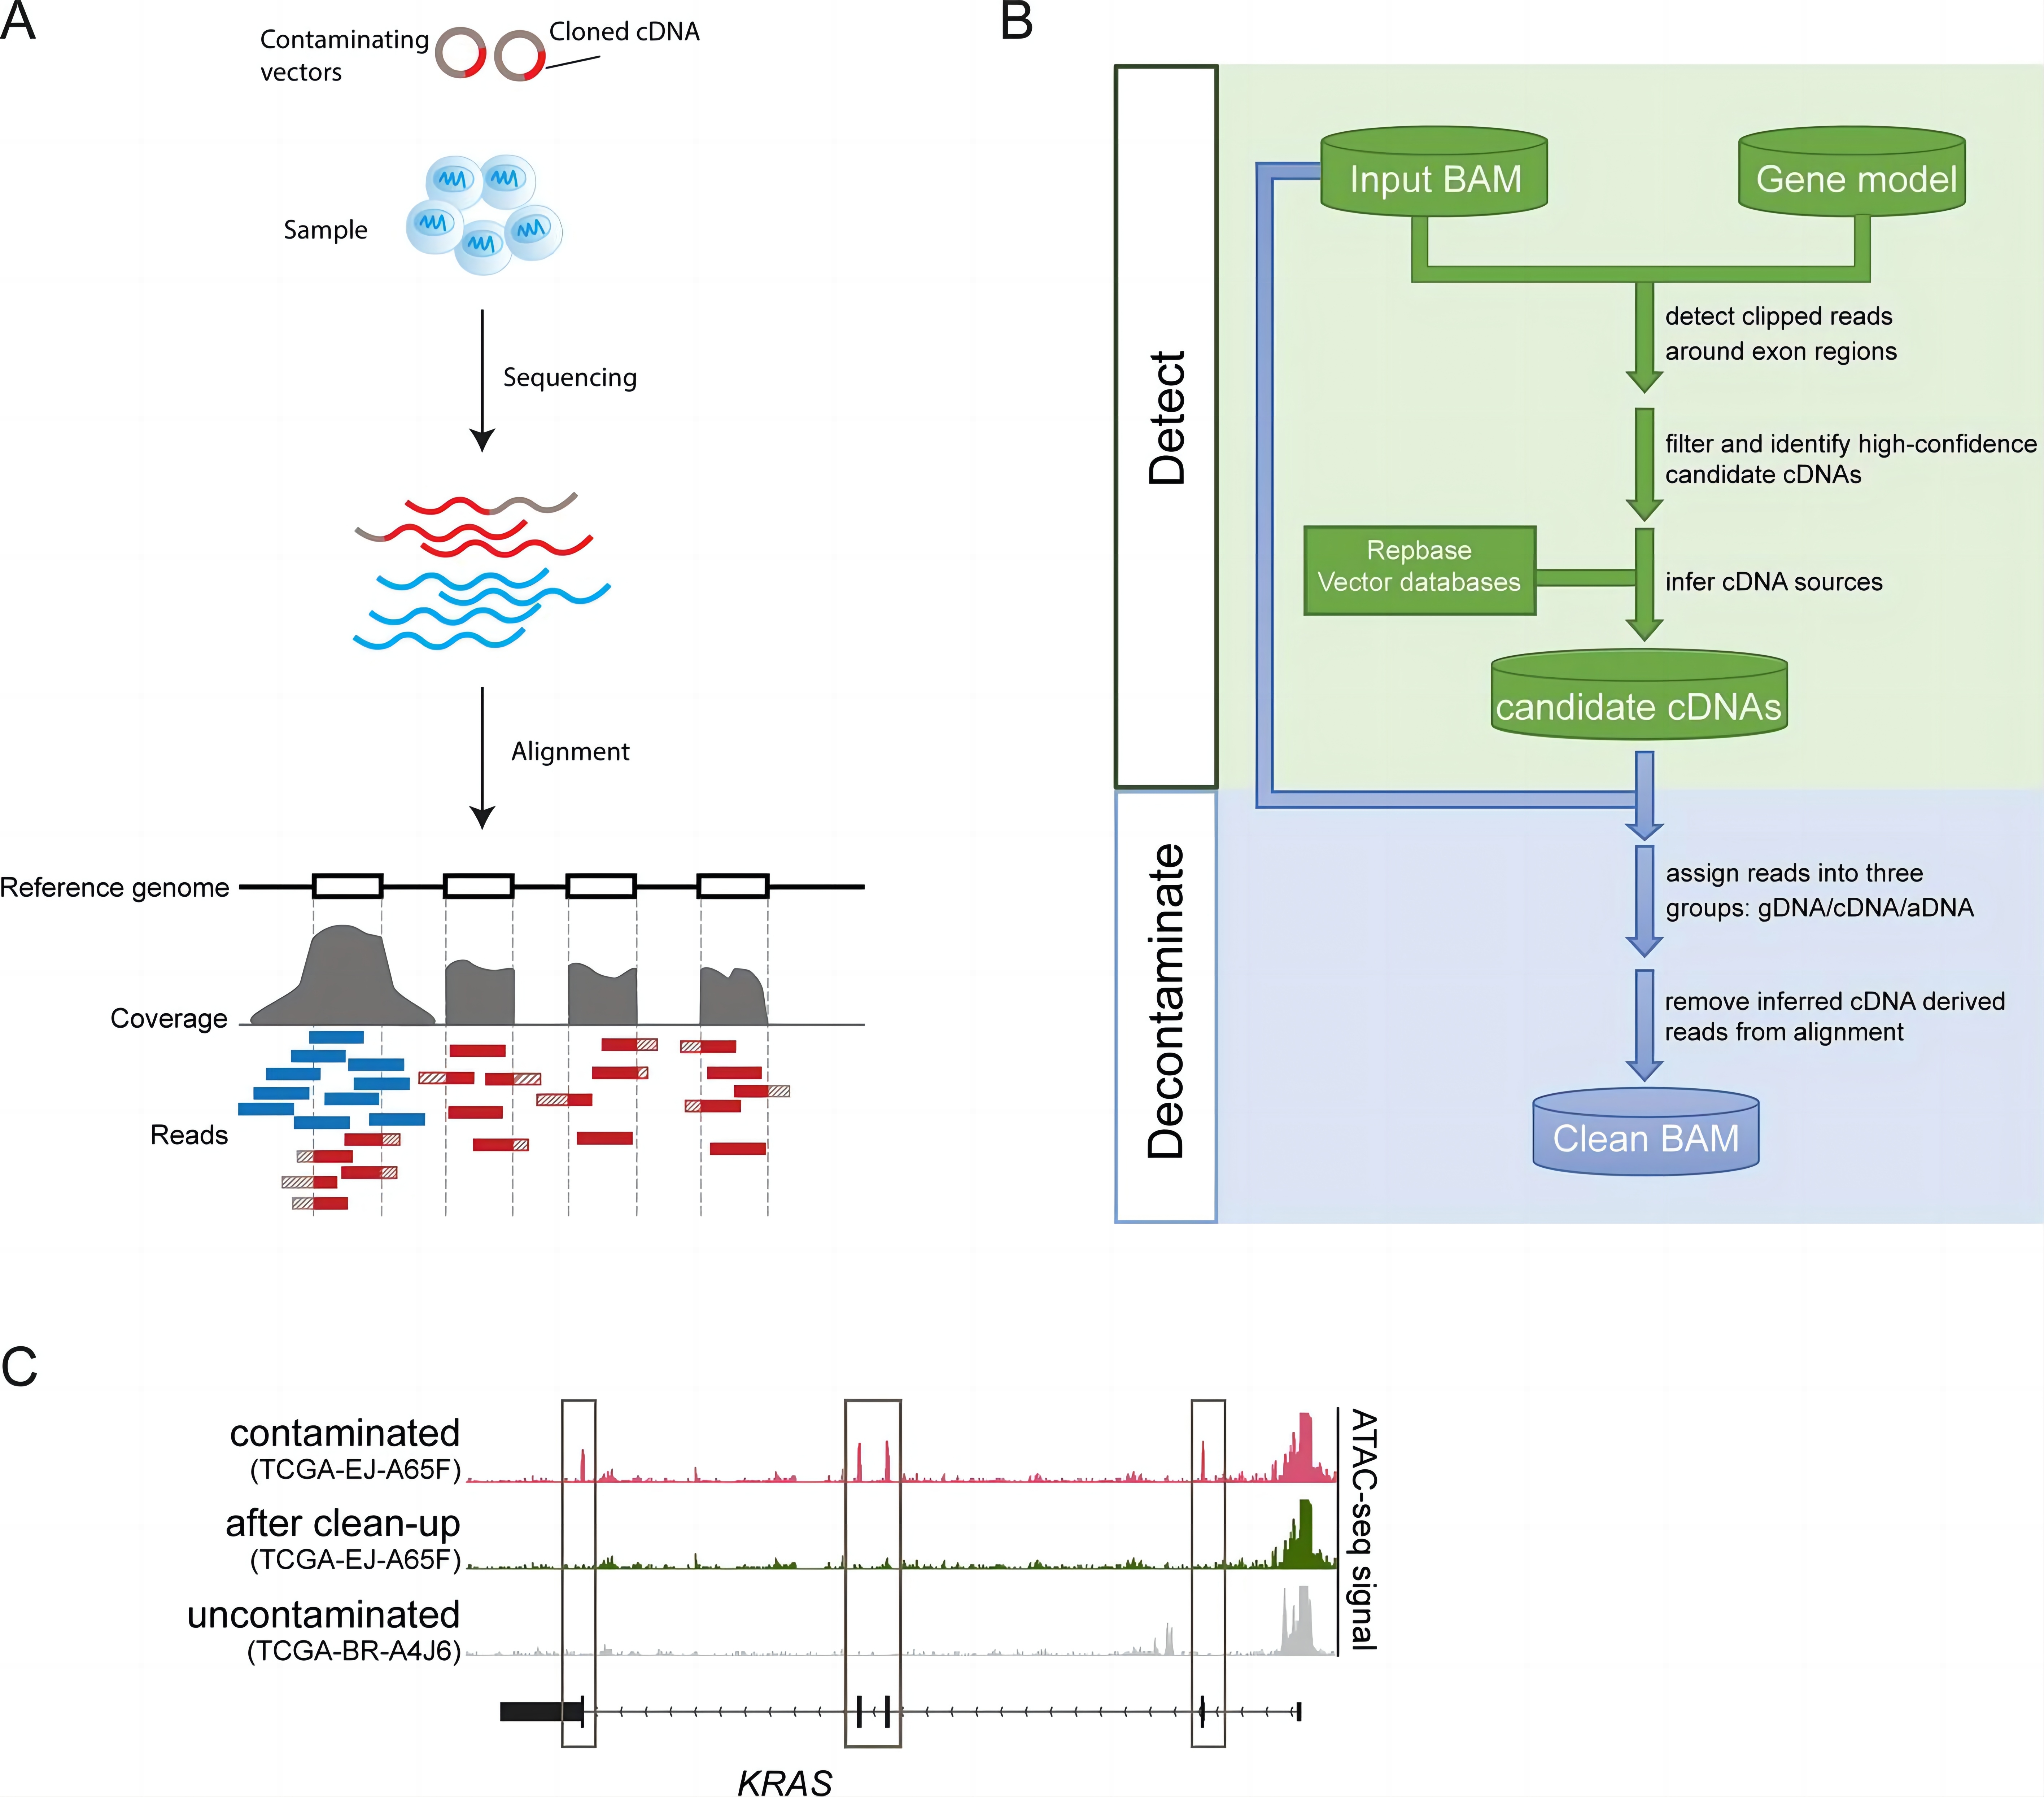 A
Contaminating
vectors
Cloned cDNA
Sample
Sequencing
Alignment
Reference genome
Coverage
Reads
B
Detect
Input BAM
Gene model
detect clipped reads
around exon regions
filter and identify high-confidence
candidate cDNAs
Repbase
Vector databases
infer cDNA sources
candidate cDNAs
Decontaminate
assign reads into three
groups: gDNA/cDNA/aDNA
remove inferred cDNA derived
reads from alignment
Clean BAM
C
contaminated
(TCGA-EJ-A65F)
after clean-up
(TCGA-EJ-A65F)
uncontaminated
(TCGA-BR-A4J6)
ATAC-seq signal
KRAS